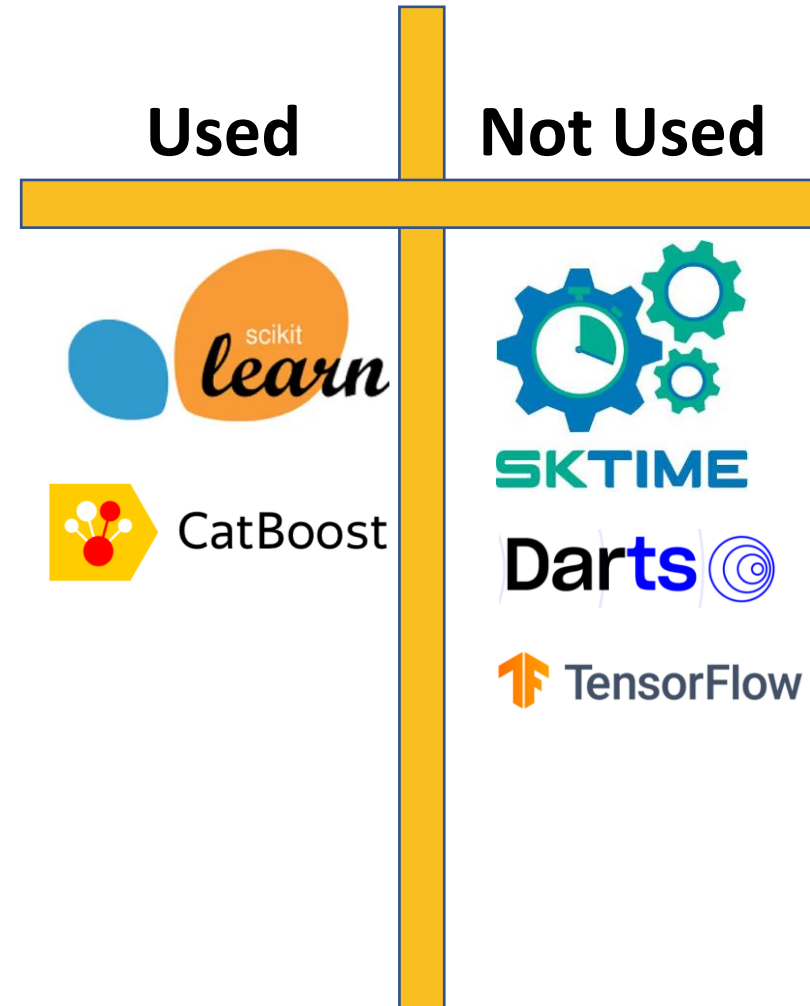 Used
Not Used
scikit
learn
SKTIME
CatBoost
Darts
TensorFlow